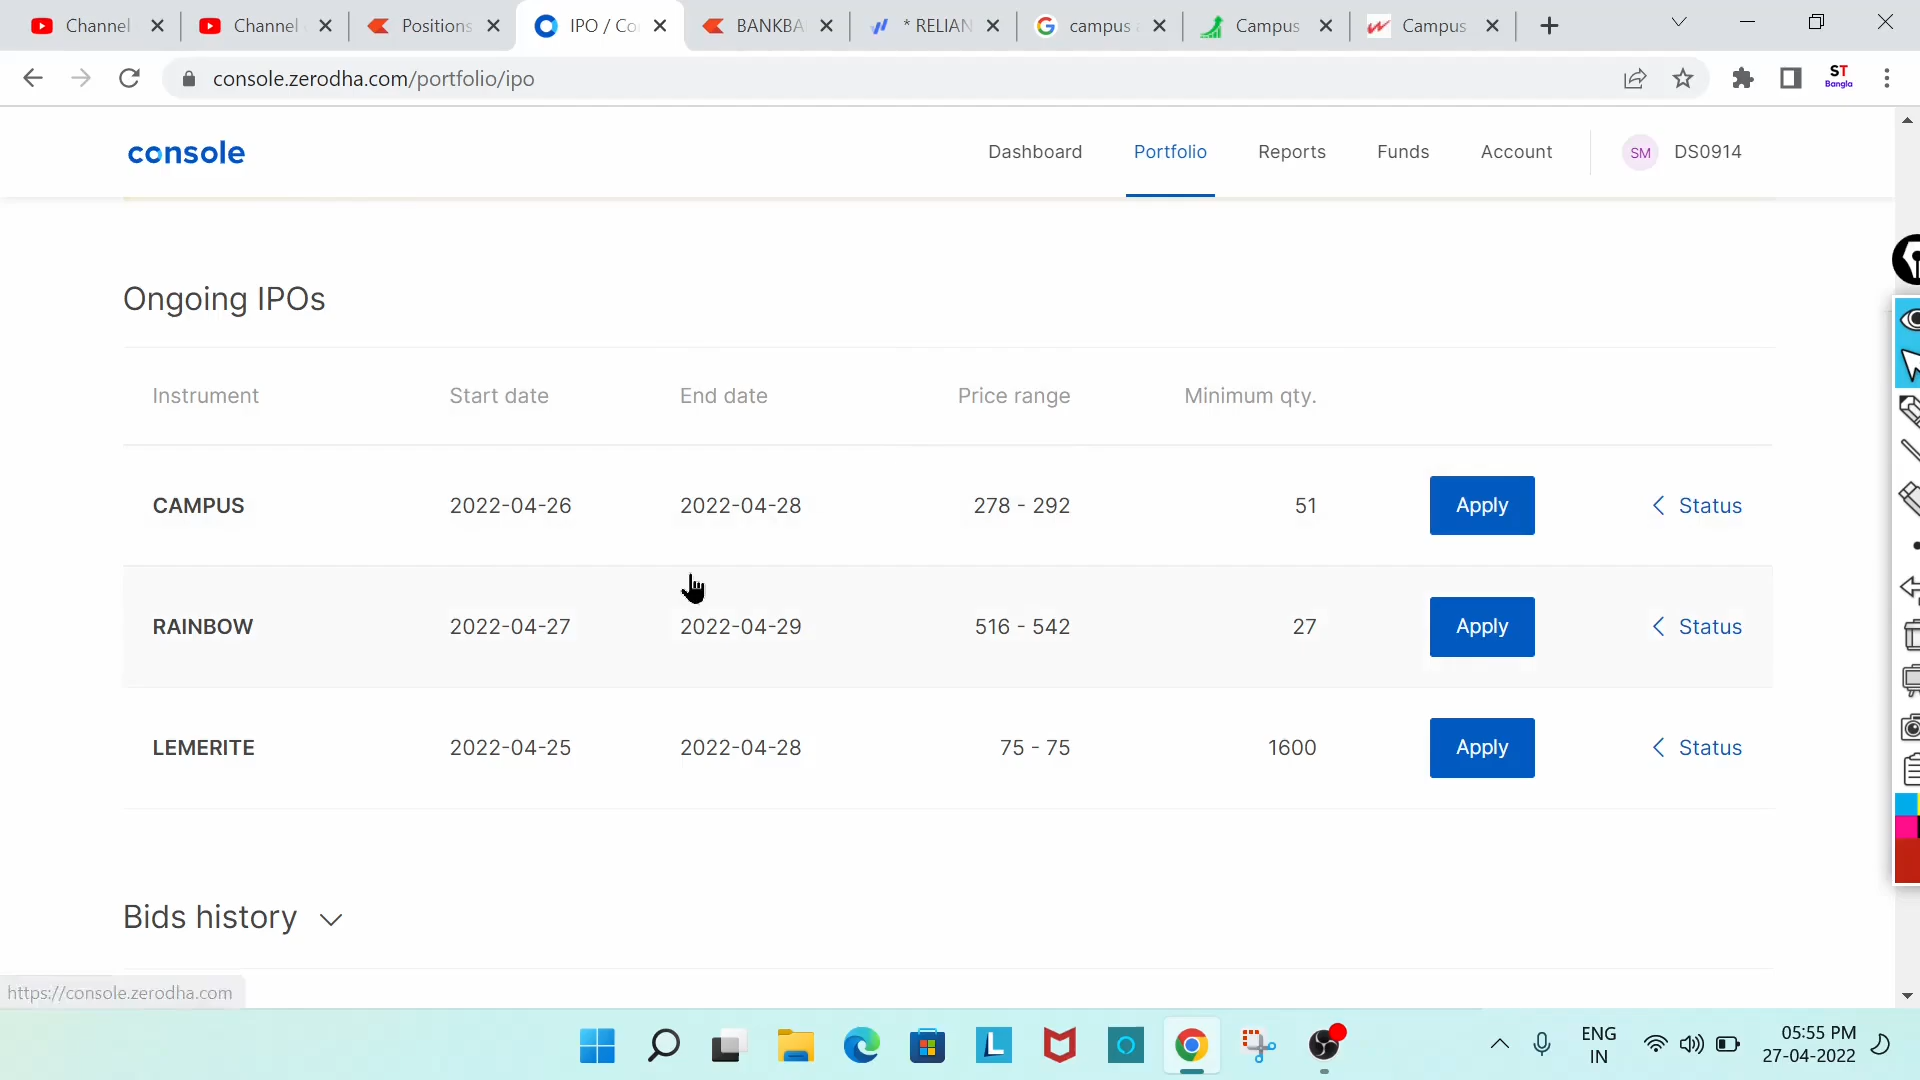 Channel
Channel
Positions
IPO / Co
BANKBA
* RELIAN
campus
Campus
Campus
console.zerodha.com/portfolio/ipo
ST
Bangla
console
Dashboard
Portfolio
Reports
Funds
Account
SM
DS0914
Ongoing IPOs
Instrument Start date End date Price range Minimum qty.
CAMPUS 2022-04-26 2022-04-28 278 - 292 51 Apply Status
RAINBOW 2022-04-27 2022-04-29 516 - 542 27 Apply Status
LEMERITE 2022-04-25 2022-04-28 75 - 75 1600 Apply Status
Bids history
https://console.zerodha.com
L
ENG
IN
05:55 PM
27-04-2022